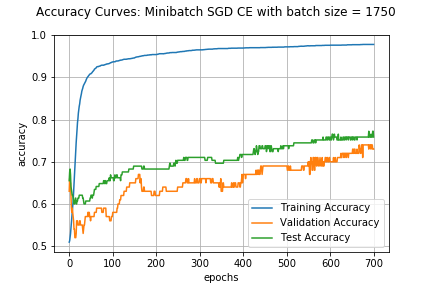 Accuracy Curves: Minibatch SGD CE with batch size = 1750
1.0
0.9
0.8
0.7
0.6
0.5
accuracy
0 100 200 300 400 500 600 700
epochs
Training Accuracy
Validation Accuracy
Test Accuracy